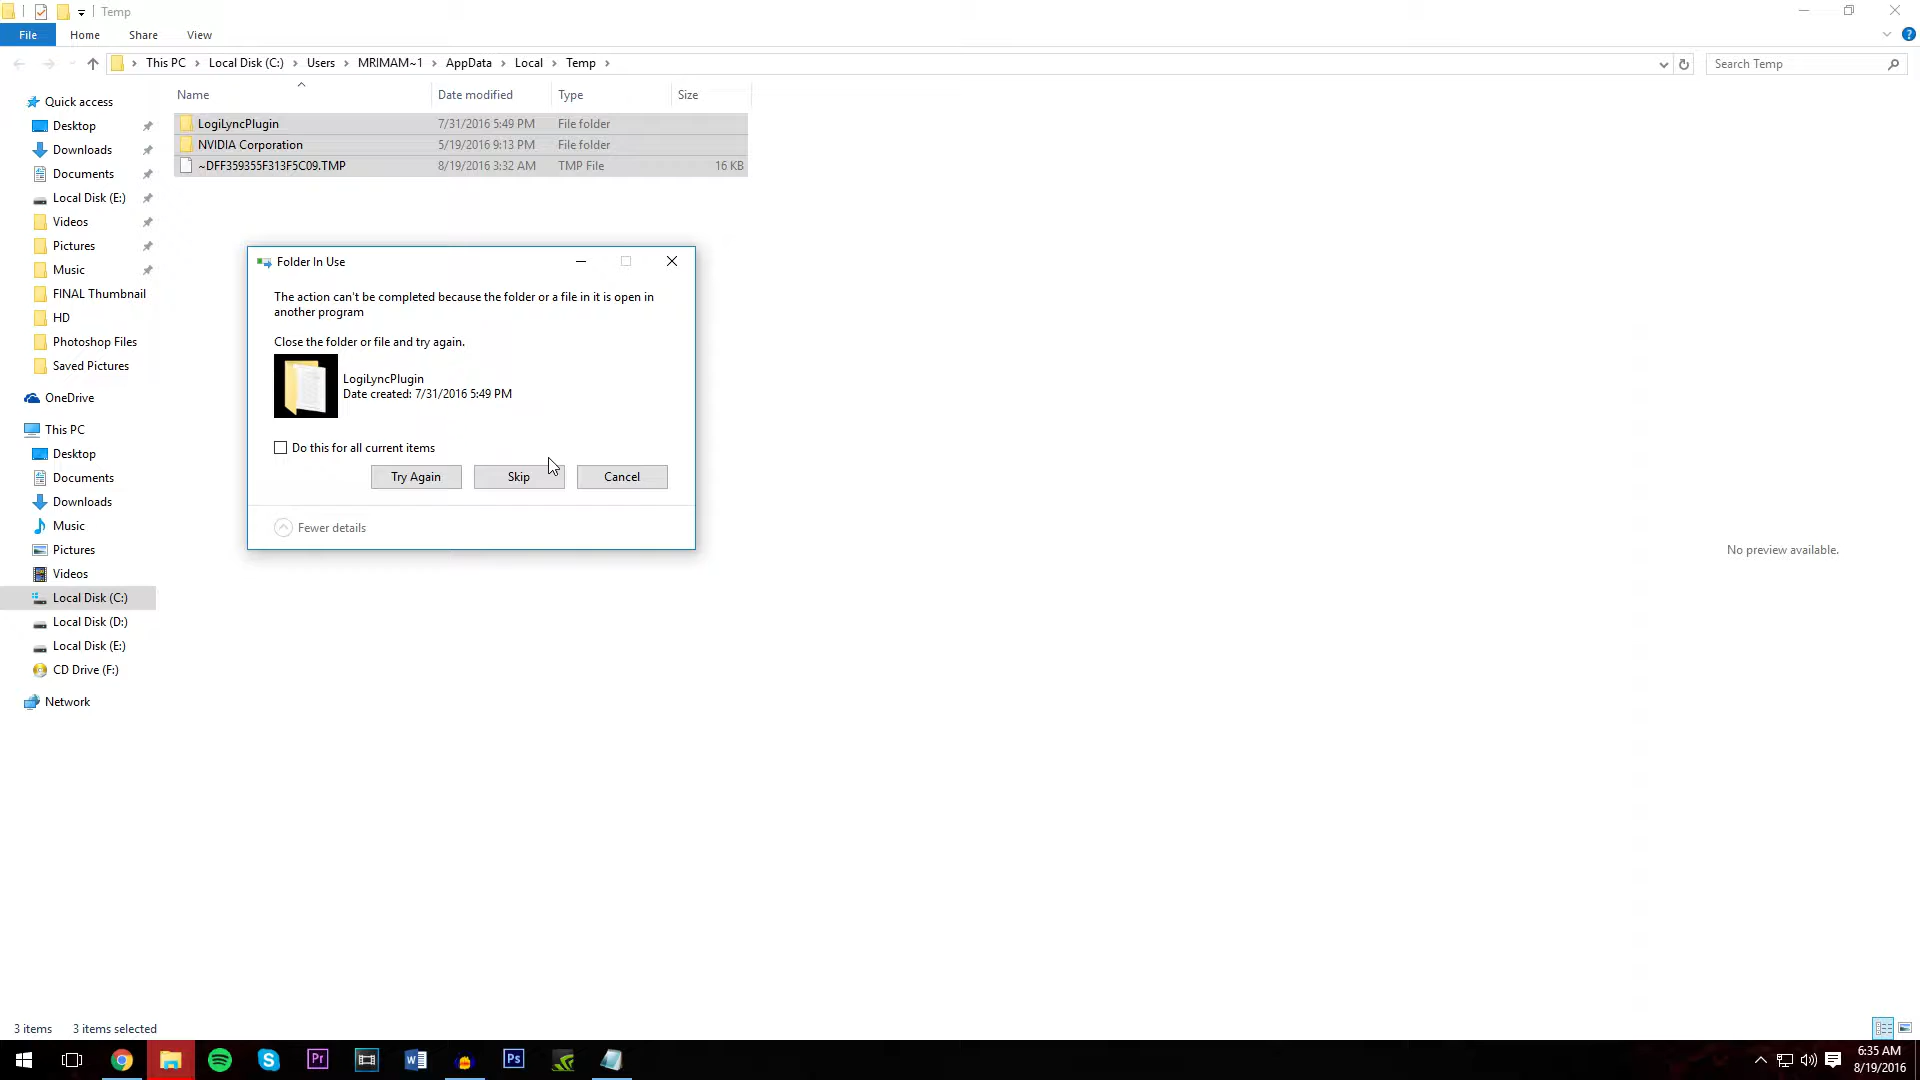 Temp
File Home Share View
This PC Local Disk (C:) Users MRIMAM~1 AppData Local Temp
Search Temp
Name Date modified Type Size
LogiLyncPlugin 7/31/2016 5:49 PM File folder
NVIDIA Corporation 5/19/2016 9:13 PM File folder
~DFF359355F313F5C09.TMP 8/19/2016 3:32 AM TMP File 16 KB
Quick access
Desktop
Downloads
Documents
Local Disk (E:)
Videos
Pictures
Music
FINAL Thumbnail
HD
Photoshop Files
Saved Pictures
OneDrive
This PC
Desktop
Documents
Downloads
Music
Pictures
Videos
Local Disk (C:)
Local Disk (D:)
Local Disk (E:)
CD Drive (F:)
Network
Folder In Use
The action can't be completed because the folder or a file in it is open in
another program
Close the folder or file and try again.
LogiLyncPlugin
Date created: 7/31/2016 5:49 PM
Do this for all current items
Try Again Skip Cancel
Fewer details
No preview available.
3 items 3 items selected
Pr
Ps
6:35 AM
8/19/2016